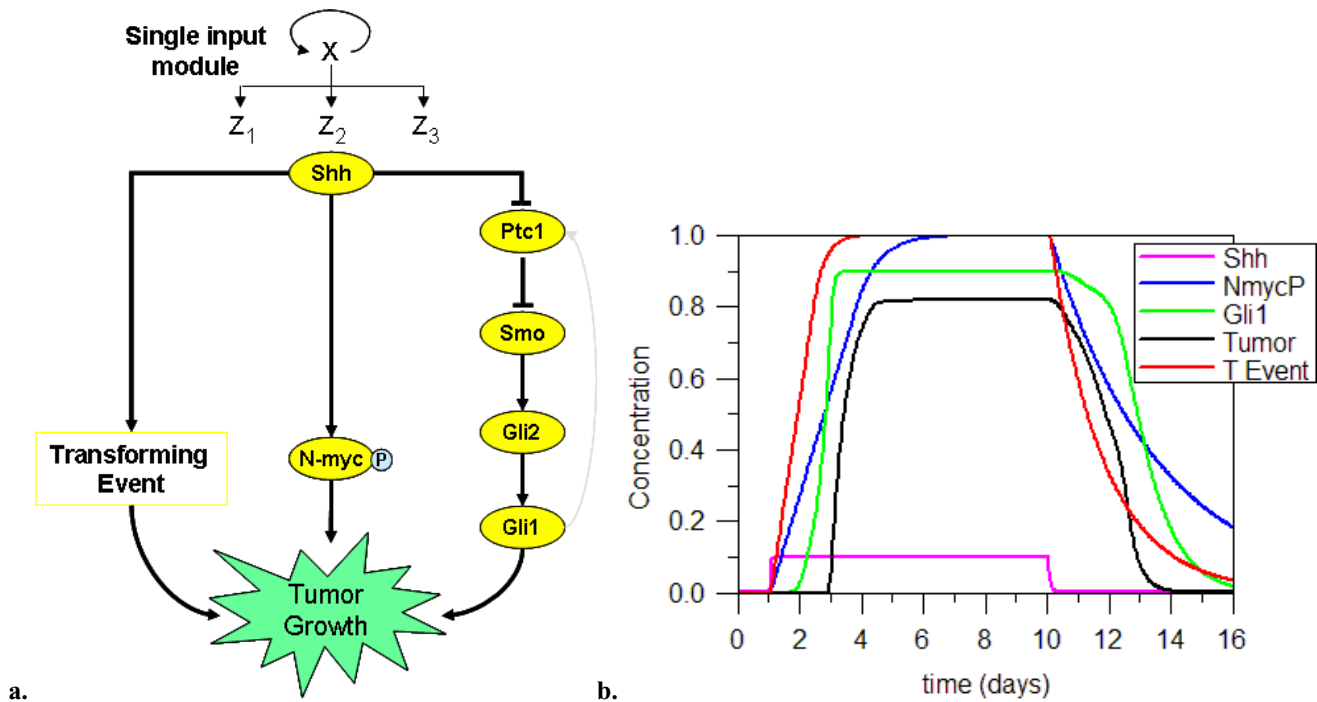 Single input
module
X
Z1 Z2 Z3
Shh
Ptc1
Smo
Gli2
Gli1
Transforming
Event
N-myc P
Tumor
Growth
a.
Concentration
1.0
0.8
0.6
0.4
0.2
0.0
0 2 4 6 8 10 12 14 16
time (days)
Shh
NmycP
Gli1
Tumor
T Event
b.